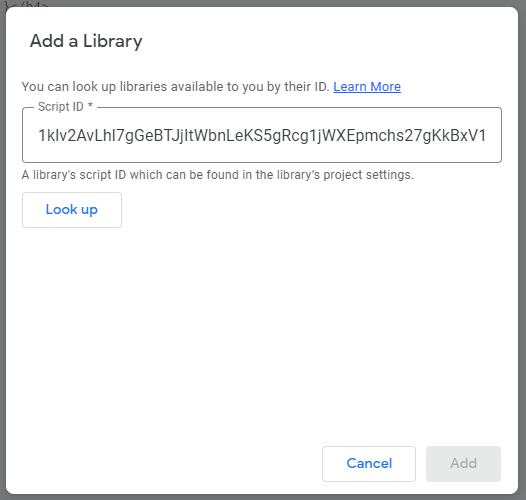 Add a Library
You can look up libraries available to you by their ID. Learn More
Script ID *
1kIv2AvLhI7gGeBTJjItWbnLeKS5gRcg1jWXEpmchs27gKkBxV1
A library's script ID which can be found in the library's project settings.
Look up
Cancel
Add